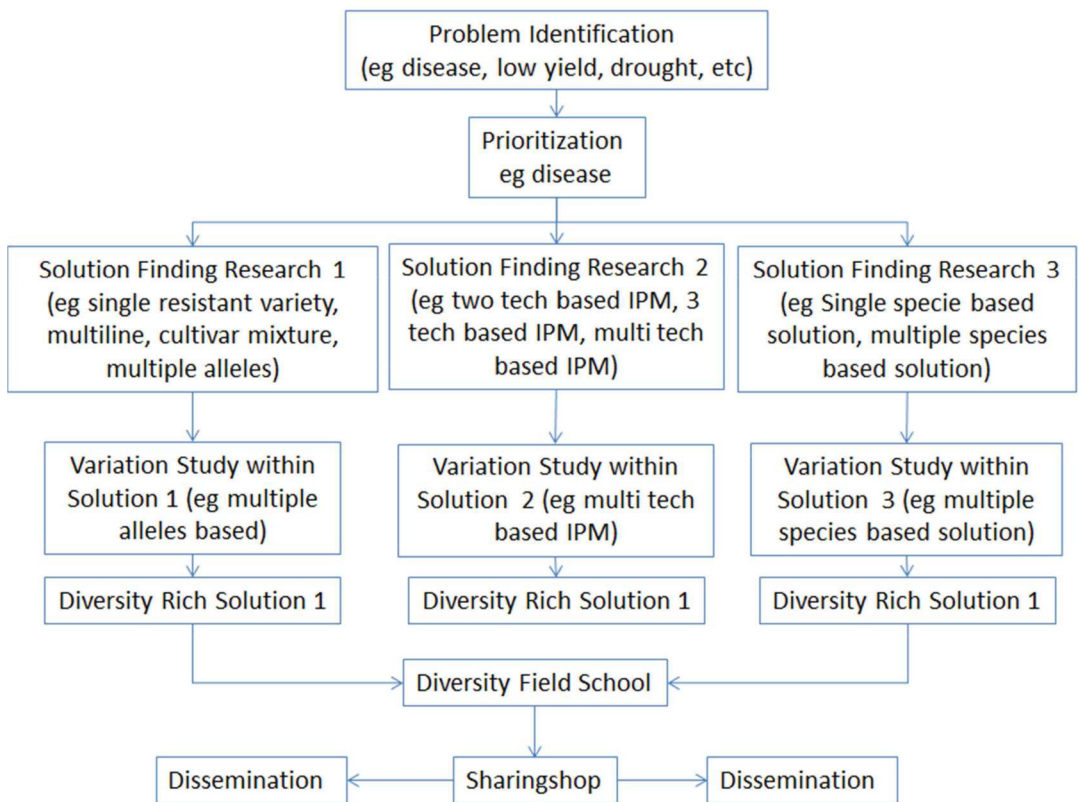 Problem Identification
(eg disease, low yield, drought, etc)
Prioritization
eg disease
Solution Finding Research 1
(eg single resistant variety,
multiline, cultivar mixture,
multiple alleles)
Solution Finding Research 2
(eg two tech based IPM, 3
tech based IPM, multi tech
based IPM)
Solution Finding Research 3
(eg Single specie based
solution, multiple species
based solution)
Variation Study within
Solution 1 (eg multiple
alleles based)
Variation Study within
Solution 2 (eg multi tech
based IPM)
Variation Study within
Solution 3 (eg multiple
species based solution)
Diversity Rich Solution 1
Diversity Rich Solution 1
Diversity Rich Solution 1
Diversity Field School
Dissemination
Sharingshop
Dissemination